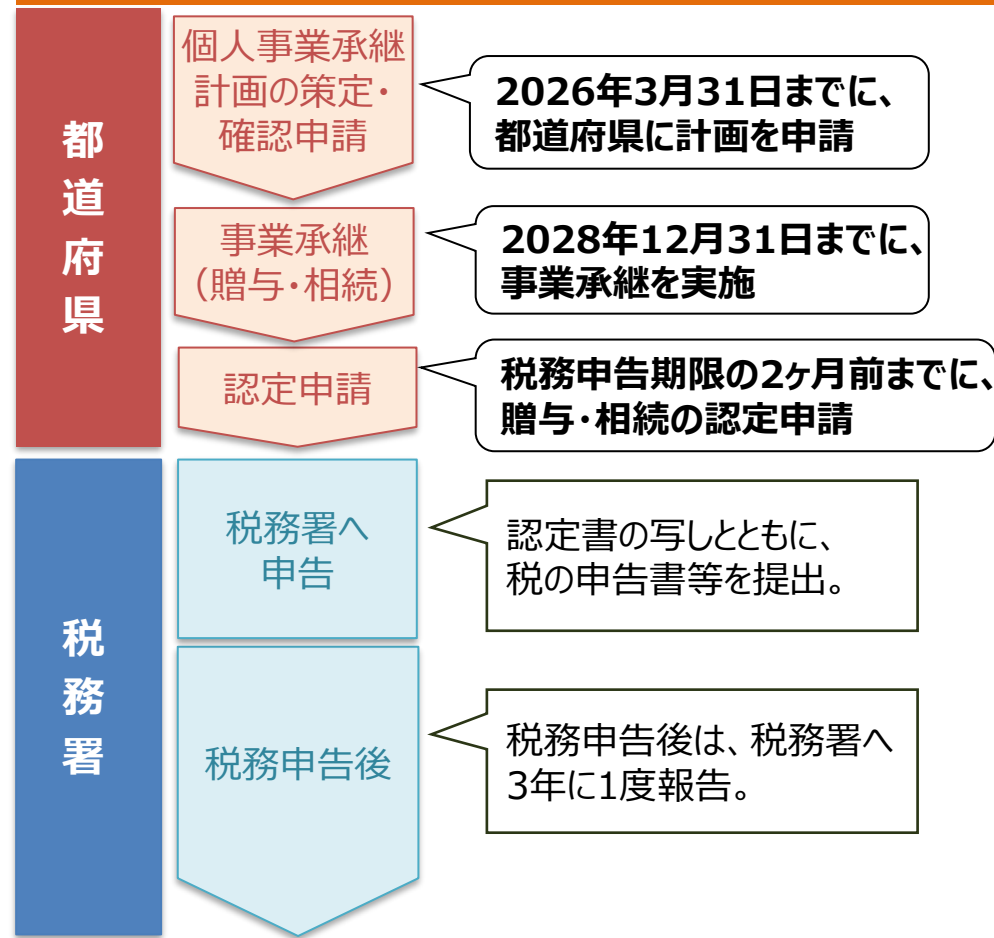 都道府県
個人事業承継
計画の策定・
確認申請
2026年3月31日までに、
都道府県に計画を申請
事業承継
（贈与・相続）
2028年12月31日までに、
事業承継を実施
認定申請
税務申告期限の2ヶ月前までに、
贈与・相続の認定申請
税務署
税務署へ
申告
認定書の写しとともに、
税の申告書等を提出。
税務申告後
税務申告後は、税務署へ
3年に1度報告。